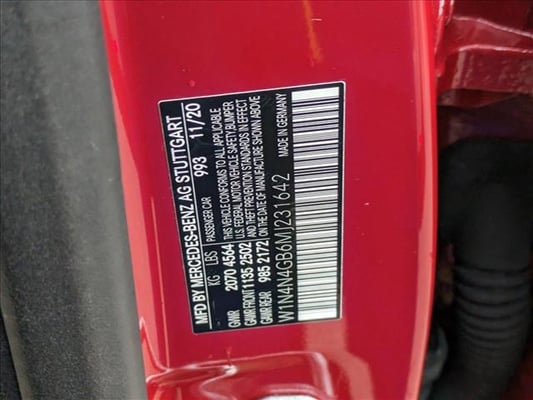 MFD BY MERCEDES-BENZ AG STUTTGART
993 11/20
PASSENGER CAR
KG LBS
GVWR 2070 4564
GAWR FRONT 1135 2502
GAWR REAR 985 2172
THIS VEHICLE CONFORMS TO ALL APPLICABLE
U.S. FEDERAL MOTOR VEHICLE SAFETY, BUMPER
AND THEFT PREVENTION STANDARDS IN EFFECT
ON THE DATE OF MANUFACTURE SHOWN ABOVE
W1N4N4GB6MJ231642
MADE IN GERMANY